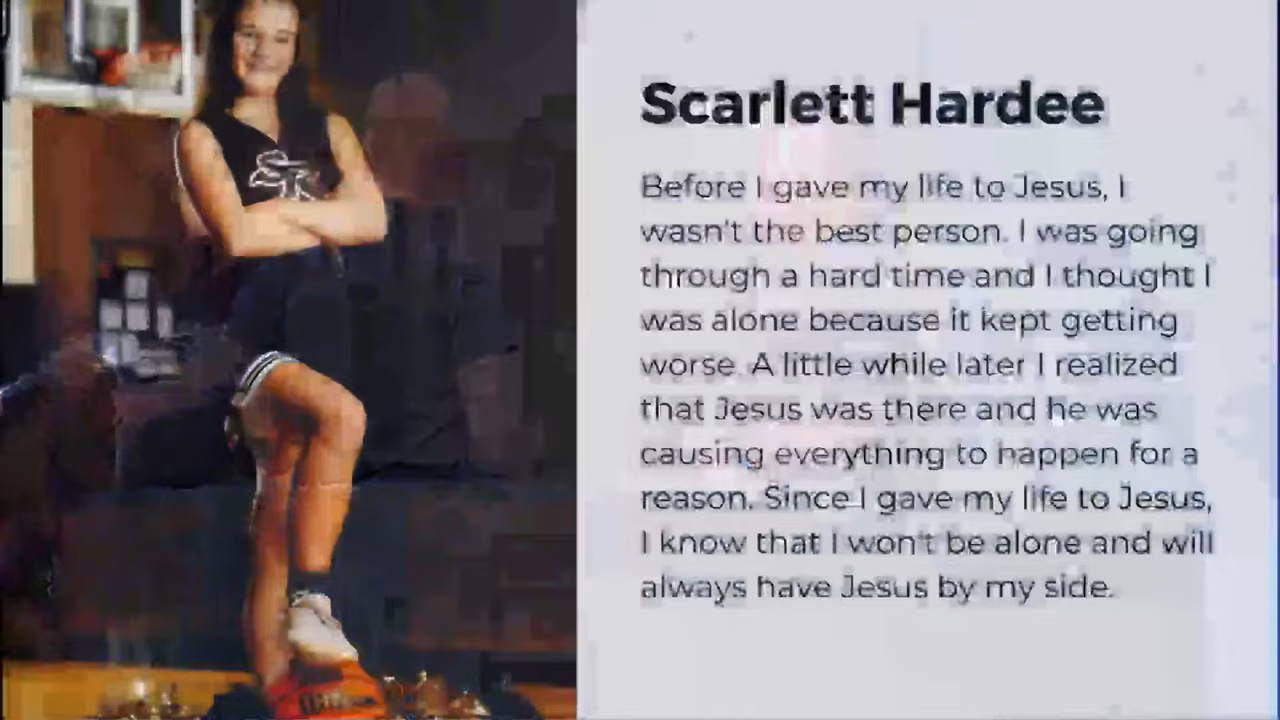 Scarlett Hardee
Before I gave my life to Jesus, I
wasn't the best person. I was going
through a hard time and I thought I
was alone because it kept getting
worse. A little while later I realized
that Jesus was there and he was
causing everything to happen for a
reason. Since I gave my life to Jesus,
I know that I won't be alone and will
always have Jesus by my side.